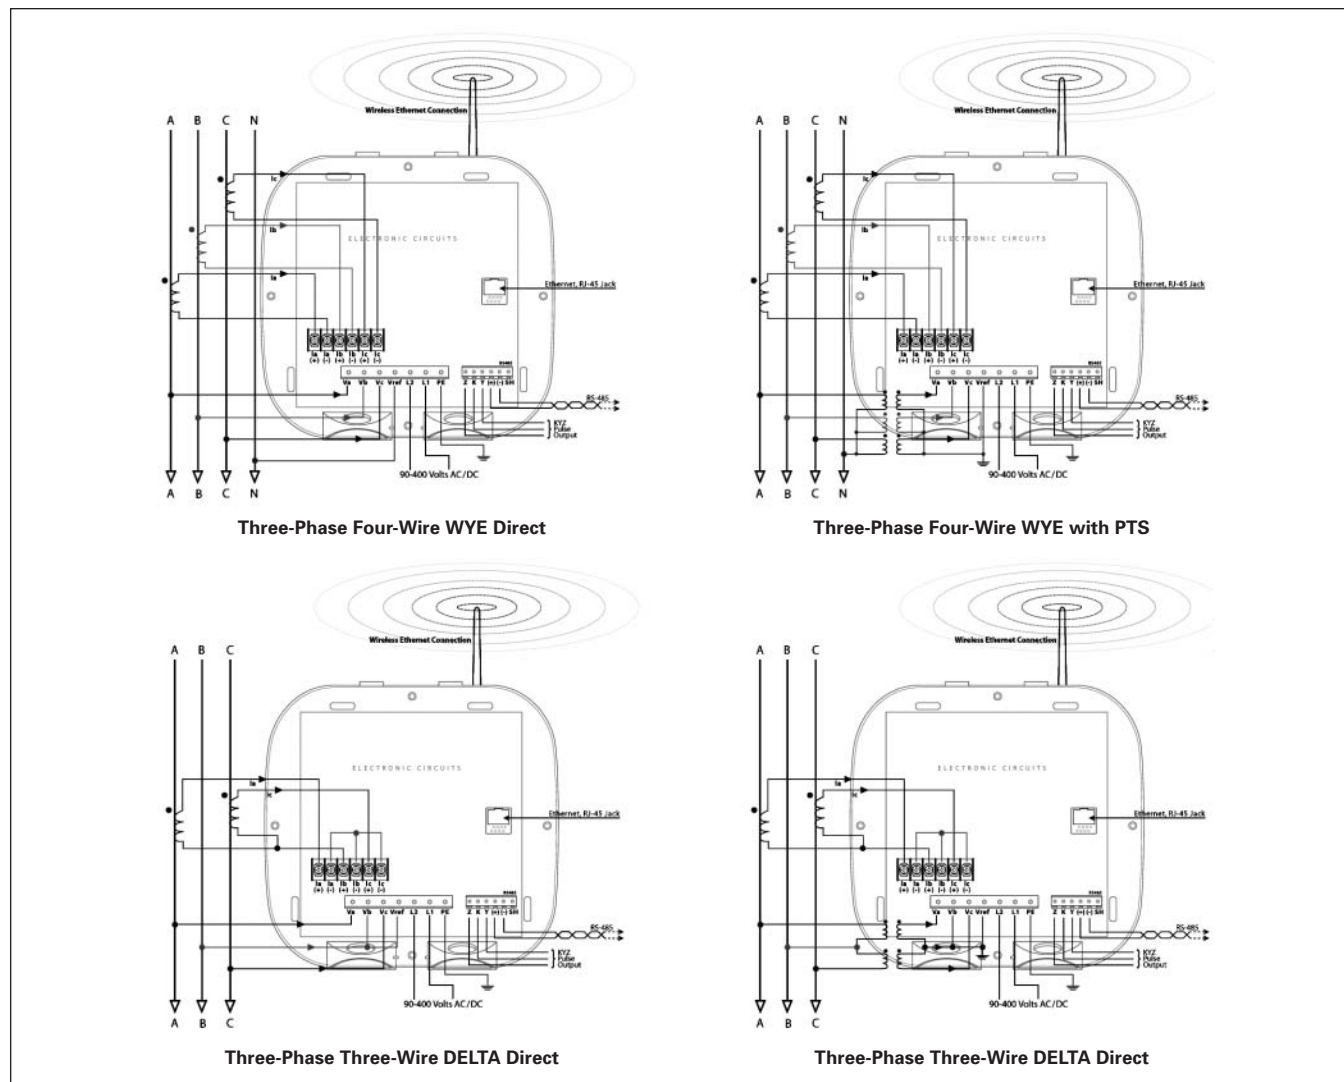 Wireless Ethernet Connection
A B C N
Ic
Ib
ELECTRONIC CIRCUITS
Ia
Ethernet, RJ-45 Jack
Ia Ia Ib Ib Ic Ic
(+) (-) (+) (-) (+) (-)
RS485
Va Vb Vc Vref L2 L1 PE Z K Y (+) (-) SH
RS-485
KYZ
Pulse
Output
90-400 Volts AC/DC
A B C N
Three-Phase Four-Wire WYE Direct
Wireless Ethernet Connection
A B C N
Ic
Ib
ELECTRONIC CIRCUITS
Ia
Ethernet, RJ-45 Jack
Ia Ia Ib Ib Ic Ic
(+) (-) (+) (-) (+) (-)
RS485
Va Vb Vc Vref L2 L1 PE Z K Y (+) (-) SH
RS-485
KYZ
Pulse
Output
90-400 Volts AC/DC
A B C N
Three-Phase Four-Wire WYE with PTS
Wireless Ethernet Connection
A B C
ELECTRONIC CIRCUITS
Ia
Ic
Ethernet, RJ-45 Jack
Ia Ia Ib Ib Ic Ic
(+) (-) (+) (-) (+) (-)
RS485
Va Vb Vc Vref L2 L1 PE Z K Y (+) (-) SH
RS-485
KYZ
Pulse
Output
90-400 Volts AC/DC
A B C
Three-Phase Three-Wire DELTA Direct
Wireless Ethernet Connection
A B C
ELECTRONIC CIRCUITS
Ia
Ic
Ethernet, RJ-45 Jack
Ia Ia Ib Ib Ic Ic
(+) (-) (+) (-) (+) (-)
RS485
Va Vb Vc Vref L2 L1 PE Z K Y (+) (-) SH
RS-485
KYZ
Pulse
Output
90-400 Volts AC/DC
A B C
Three-Phase Three-Wire DELTA Direct